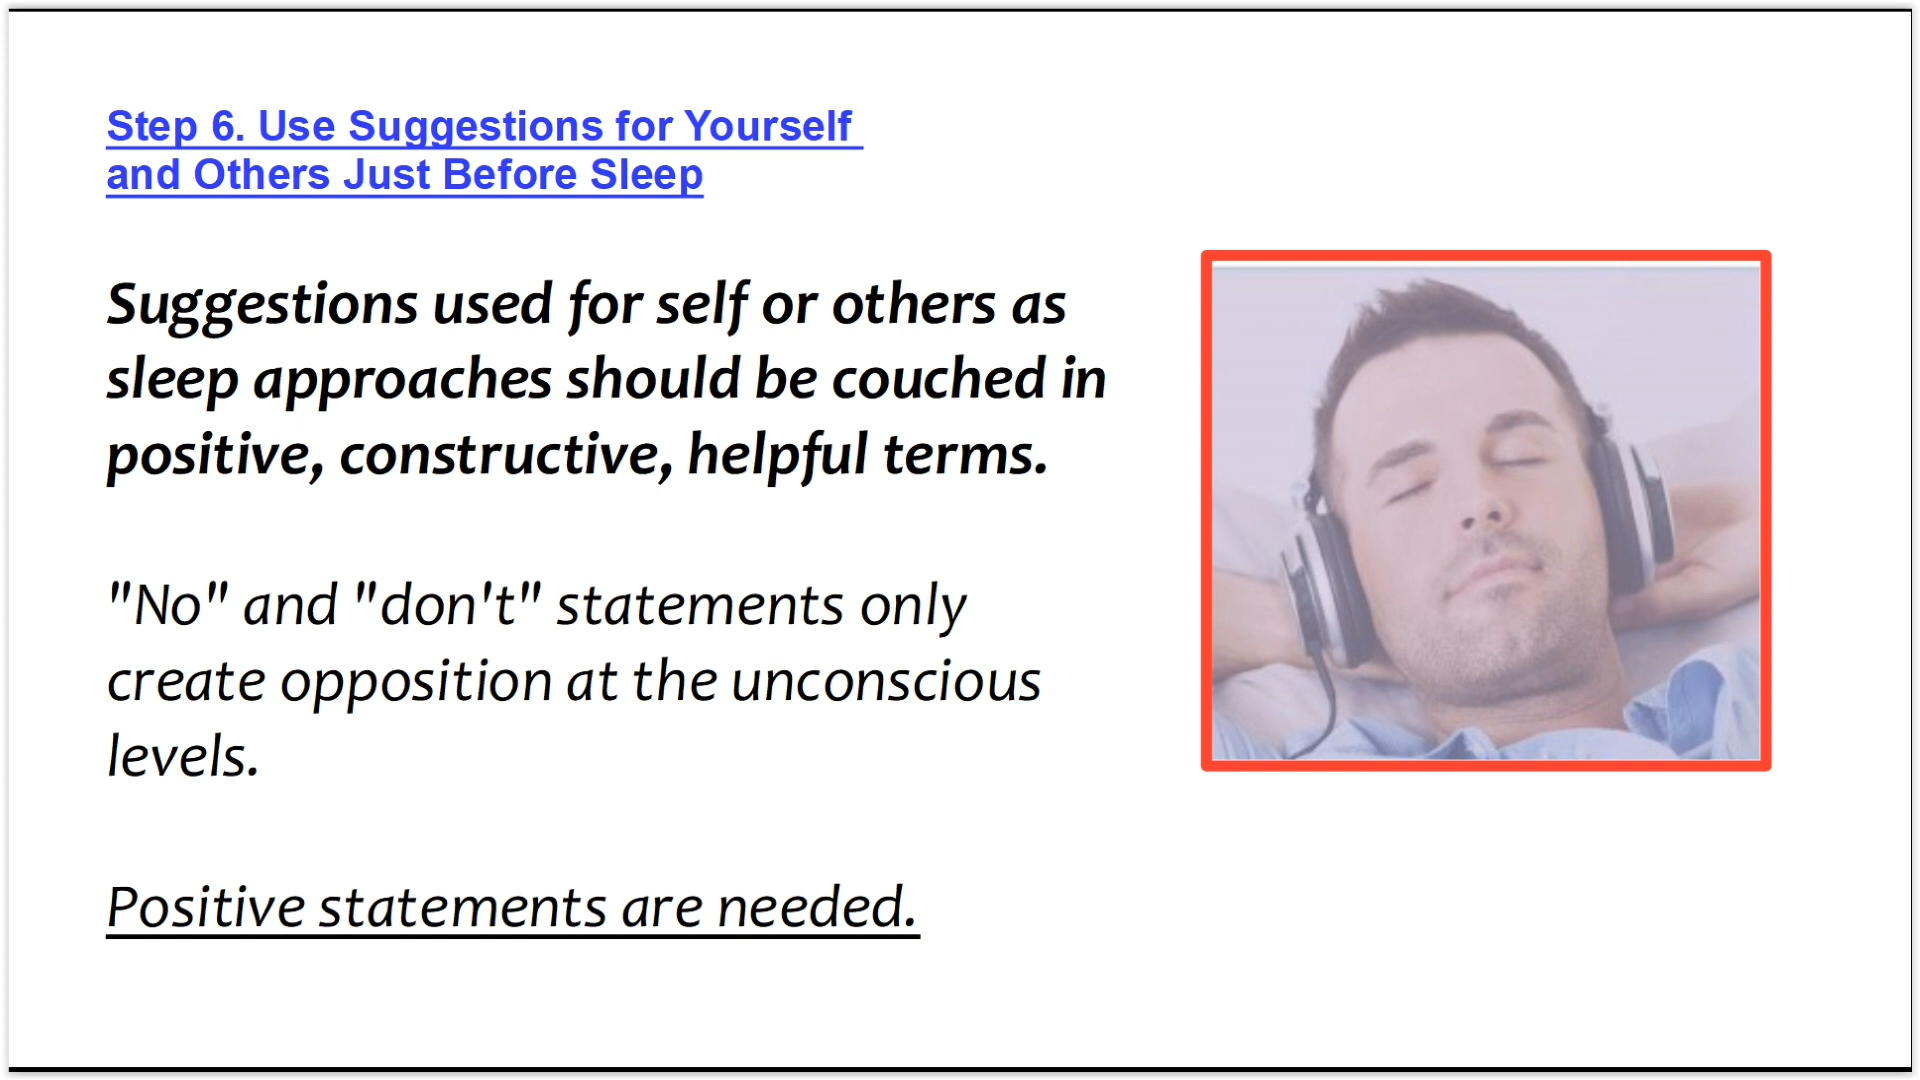 Step 6. Use Suggestions for Yourself
and Others Just Before Sleep
Suggestions used for self or others as
sleep approaches should be couched in
positive, constructive, helpful terms.
"No" and "don't" statements only
create opposition at the unconscious
levels.
Positive statements are needed.